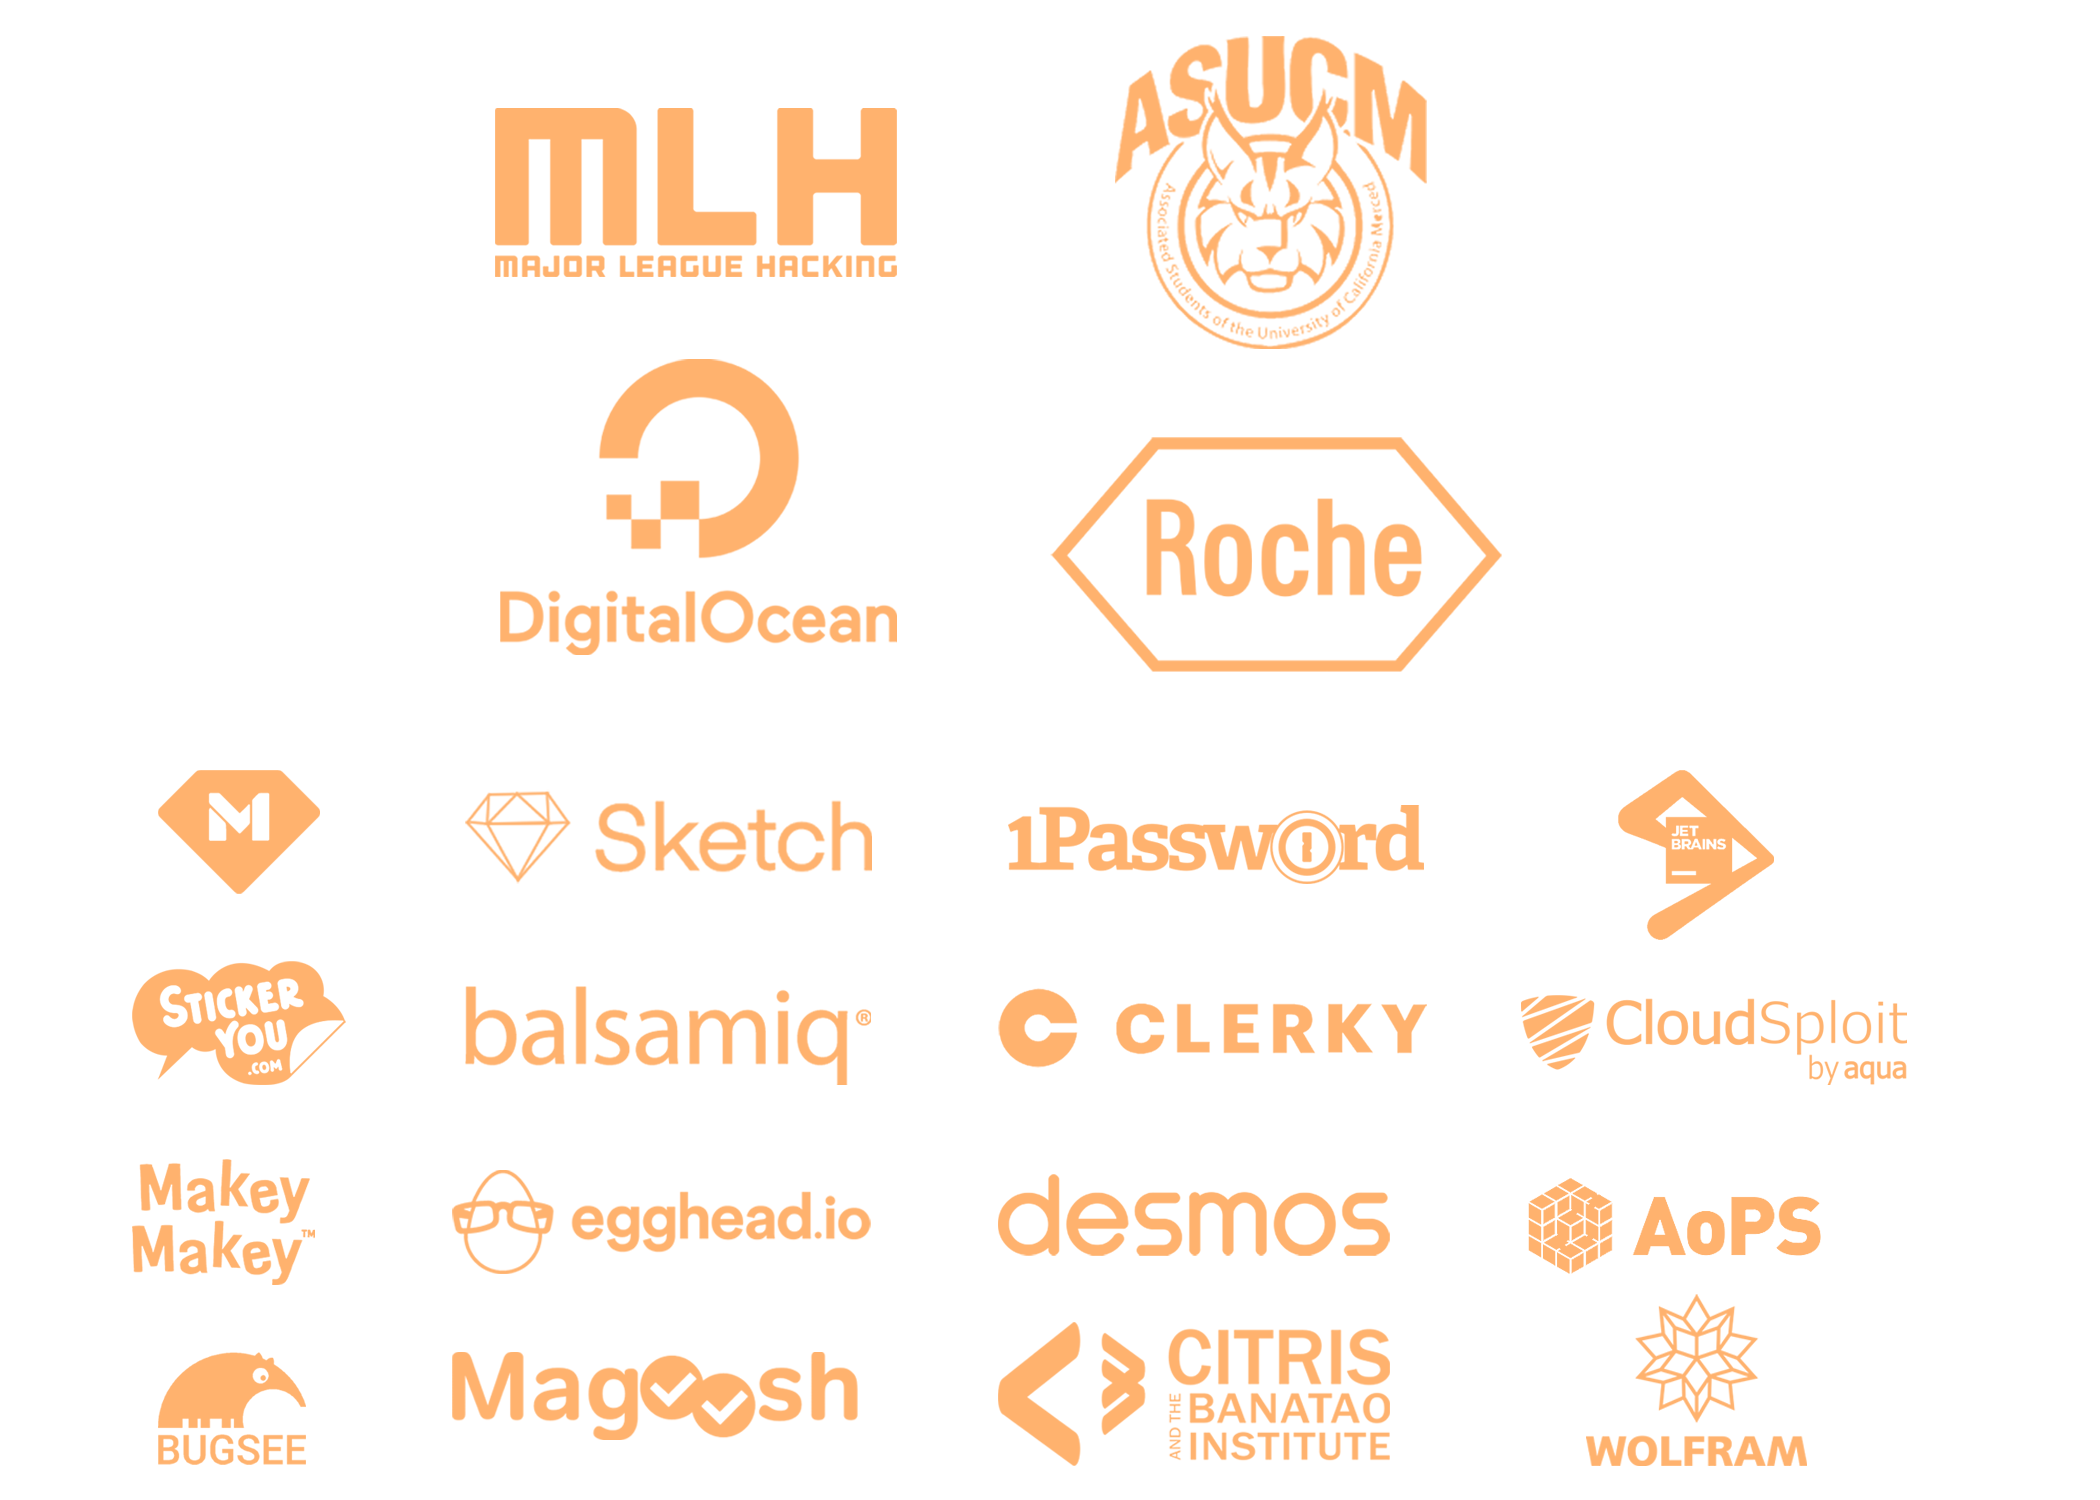 MLH
MAJOR LEAGUE HACKING
ASUCM
Associated Students of the University of California Merced
DigitalOcean
Roche
M
Sketch
1Password
JET
BRAINS
STICKER
YOU
.COM
balsamiq®
CLERKY
CloudSploit
by aqua
Makey
Makey™
egghead.io
desmos
AoPS
BUGSEE
Magoosh
CITRIS
AND THE
BANATAO
INSTITUTE
WOLFRAM